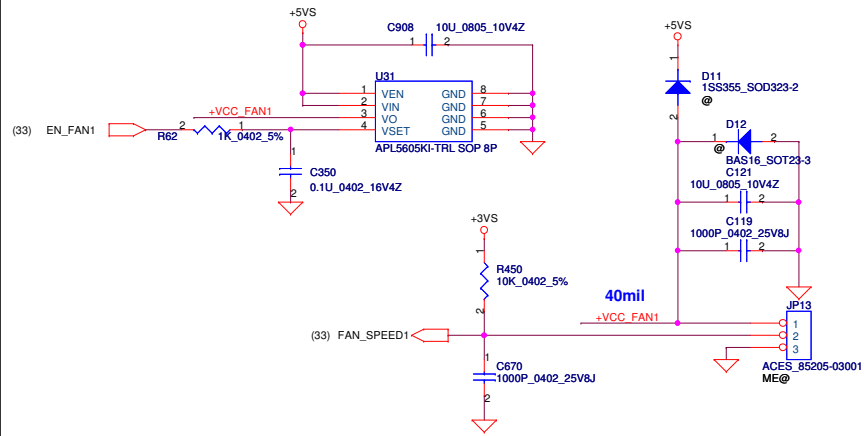 +5VS
C908 10U_0805_10V4Z
1 2
U31
1 VEN GND 8
2 VIN GND 7
3 VO GND 6
4 VSET GND 5
APL5605KI-TRL SOP 8P
+VCC_FAN1
(33) EN_FAN1
2 1
R62 1K_0402_5%
1
C350
0.1U_0402_16V4Z
2
+5VS
1
D11
1SS355_SOD323-2
@
2
D12
1 2
@
BAS16_SOT23-3
C121
10U_0805_10V4Z
1 2
C119
1000P_0402_25V8J
1 2
+3VS
1
R450
10K_0402_5%
2
40mil
+VCC_FAN1
(33) FAN_SPEED1
1
C670
1000P_0402_25V8J
2
JP13
1
2
3
ACES_85205-03001
ME@